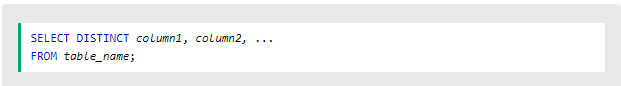 SELECT DISTINCT column1, column2, ...
FROM table_name;